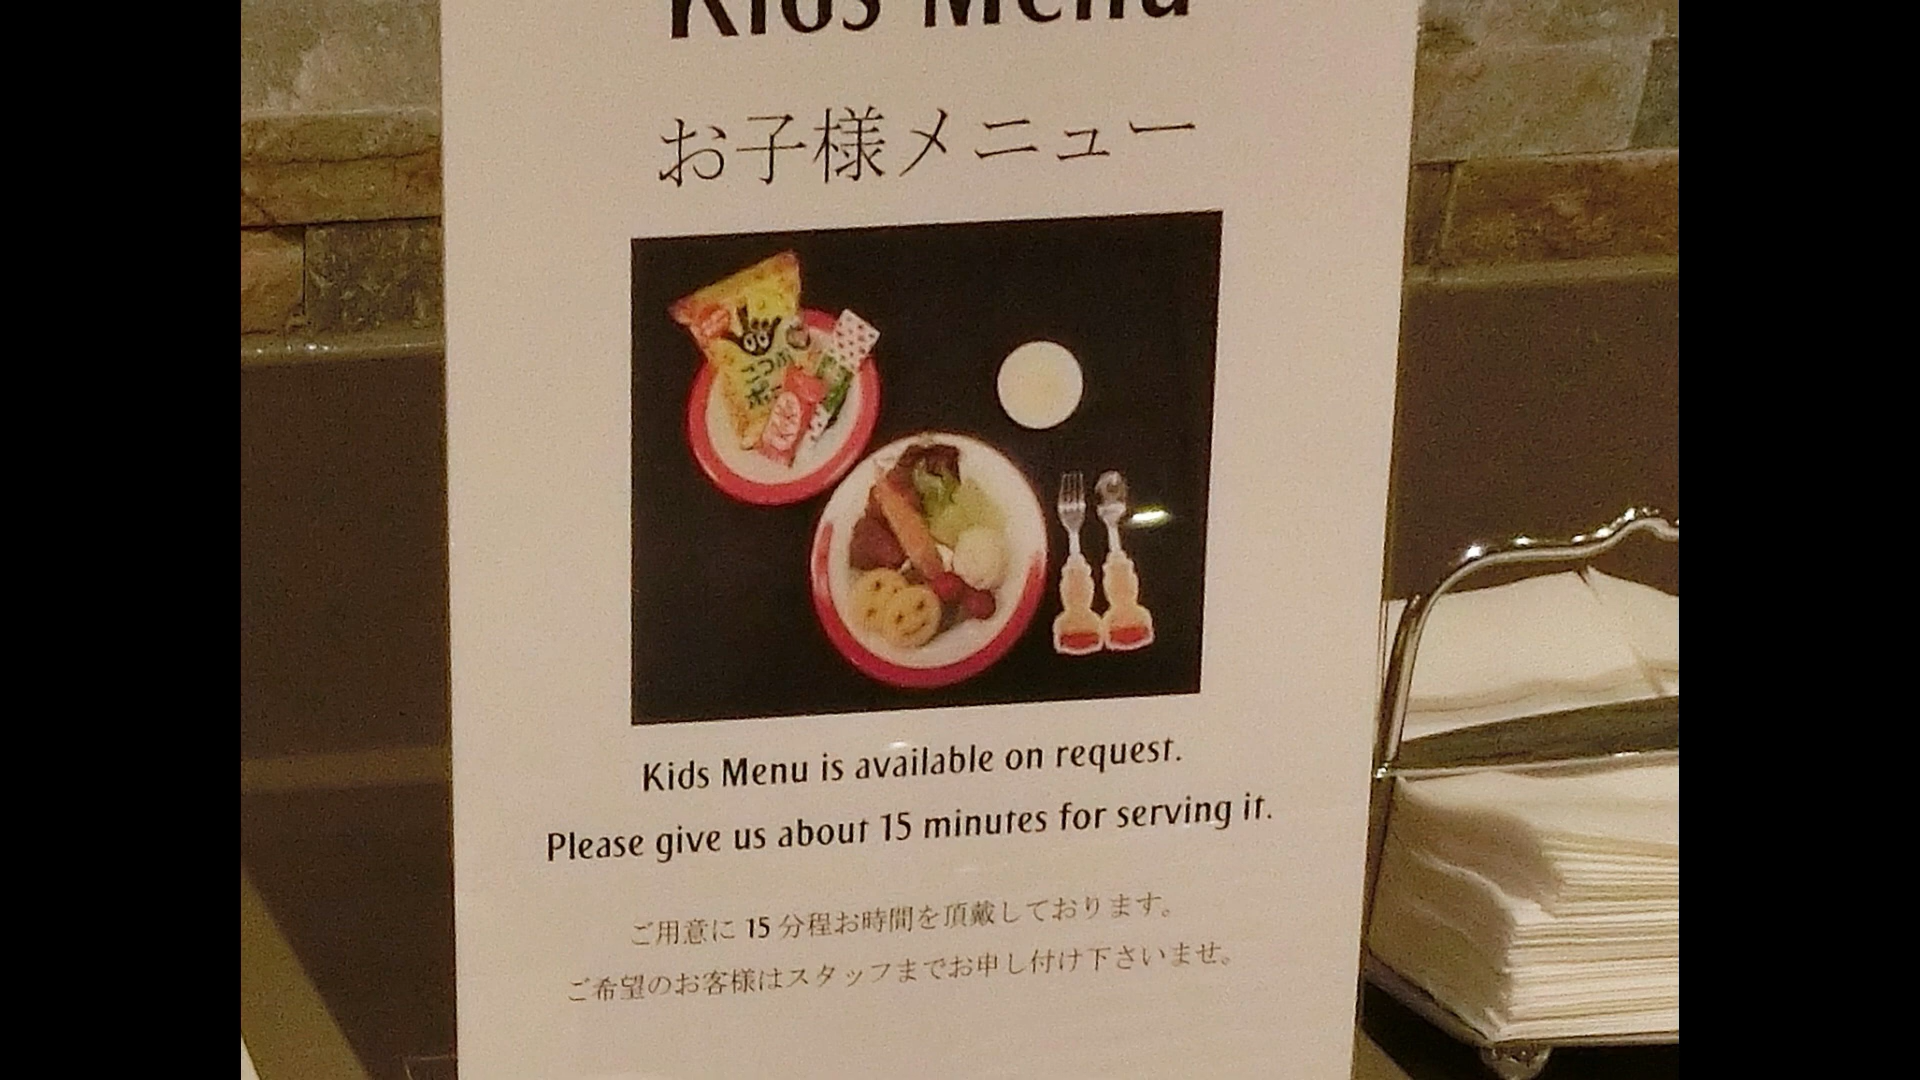 Kids Menu
お子様メニュー
Kids Menu is available on request.
Please give us about 15 minutes for serving it.
ご用意に 15 分程お時間を頂戴しております。
ご希望のお客様はスタッフまでお申し付け下さいませ。